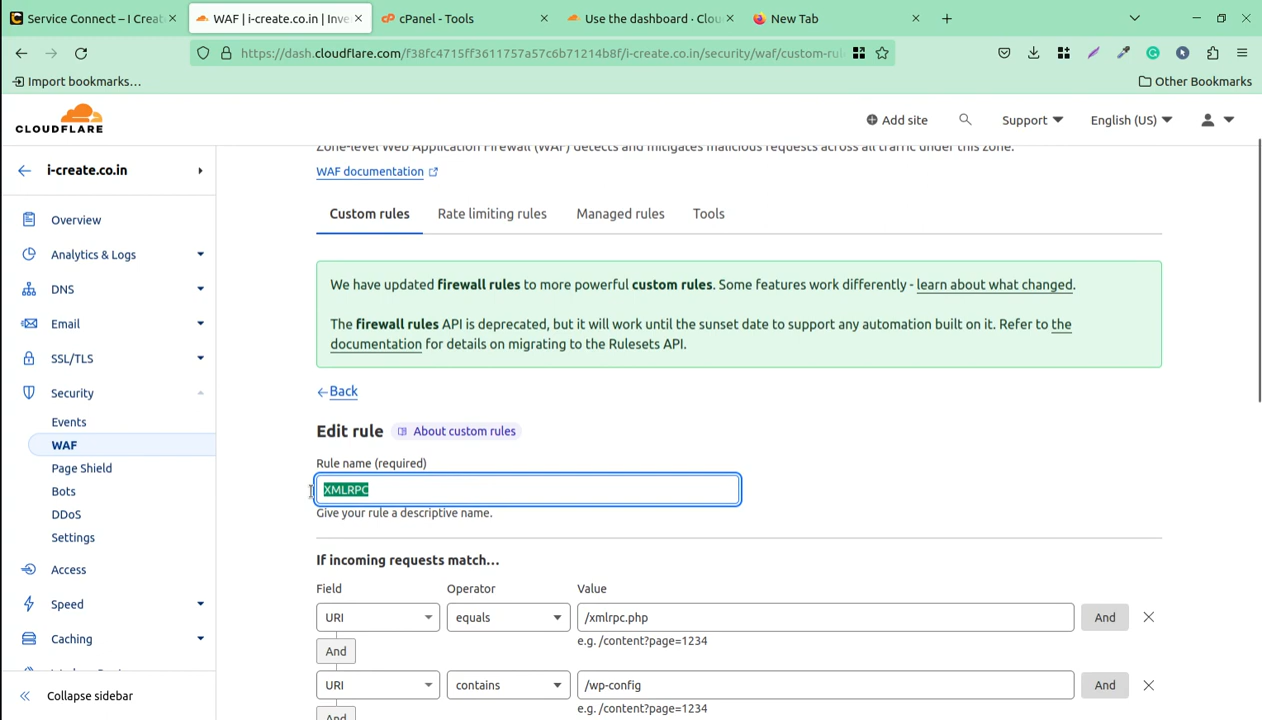 Service Connect – I Creat
WAF | i-create.co.in | Inve
cPanel - Tools
Use the dashboard · Clou
New Tab
https://dash.cloudflare.com/f38fc4715ff3611757a57c6b71214b8f/i-create.co.in/security/waf/custom-rul
Import bookmarks…
Other Bookmarks
CLOUDFLARE
Add site
Support
English (US)
i-create.co.in
Overview
Analytics & Logs
DNS
Email
SSL/TLS
Security
Events
WAF
Page Shield
Bots
DDoS
Settings
Access
Speed
Caching
Collapse sidebar
Zone-level Web Application Firewall (WAF) detects and mitigates malicious requests across all traffic under this zone.
WAF documentation
Custom rules Rate limiting rules Managed rules Tools
We have updated firewall rules to more powerful custom rules. Some features work differently - learn about what changed.
The firewall rules API is deprecated, but it will work until the sunset date to support any automation built on it. Refer to the
documentation for details on migrating to the Rulesets API.
Back
Edit rule About custom rules
Rule name (required)
XMLRPC
Give your rule a descriptive name.
If incoming requests match…
Field Operator Value
URI equals /xmlrpc.php And
e.g. /content?page=1234
And
URI contains /wp-config And
e.g. /content?page=1234
And